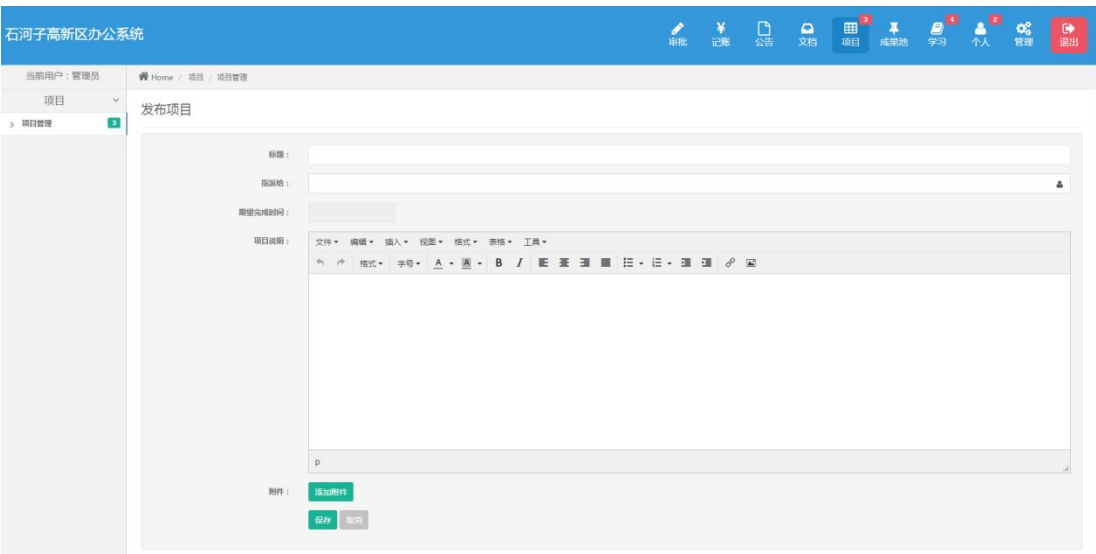 石河子高新区办公系统
审批 记账 公告 文档 项目 3 成果池 学习 4 个人 2 管理 退出
当前用户：管理员
Home / 项目 / 项目管理
项目
项目管理 3
发布项目
标题：
指派给：
期望完成时间：
项目说明：
文件 编辑 插入 视图 格式 表格 工具
格式 字号 A A B I
p
附件：
添加附件
保存 取消